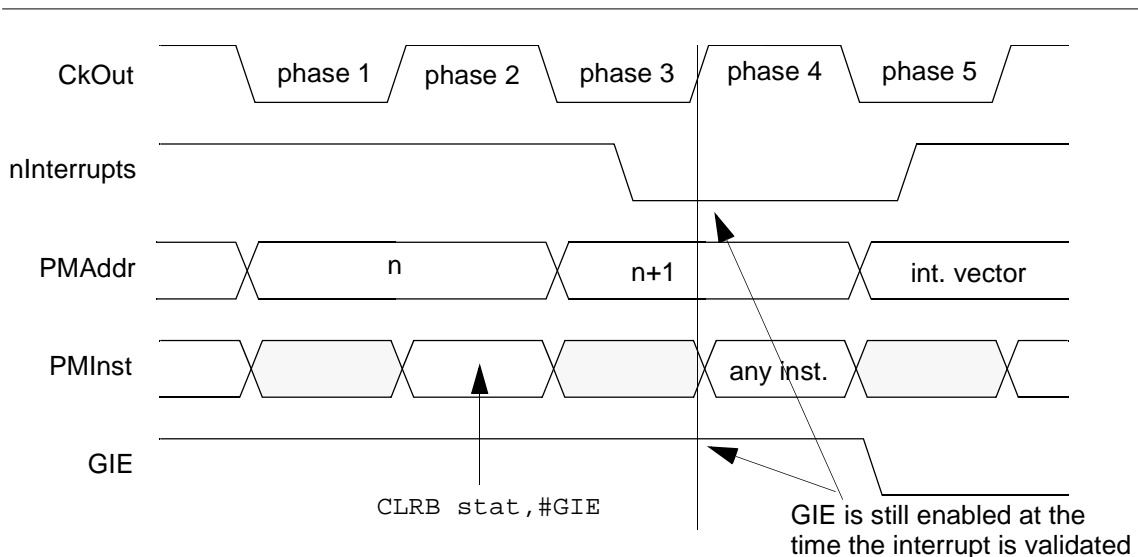 CkOut
phase 1
phase 2
phase 3
phase 4
phase 5
nInterrupts
PMAddr
n
n+1
int. vector
PMInst
any inst.
GIE
CLRB stat,#GIE
GIE is still enabled at the
time the interrupt is validated